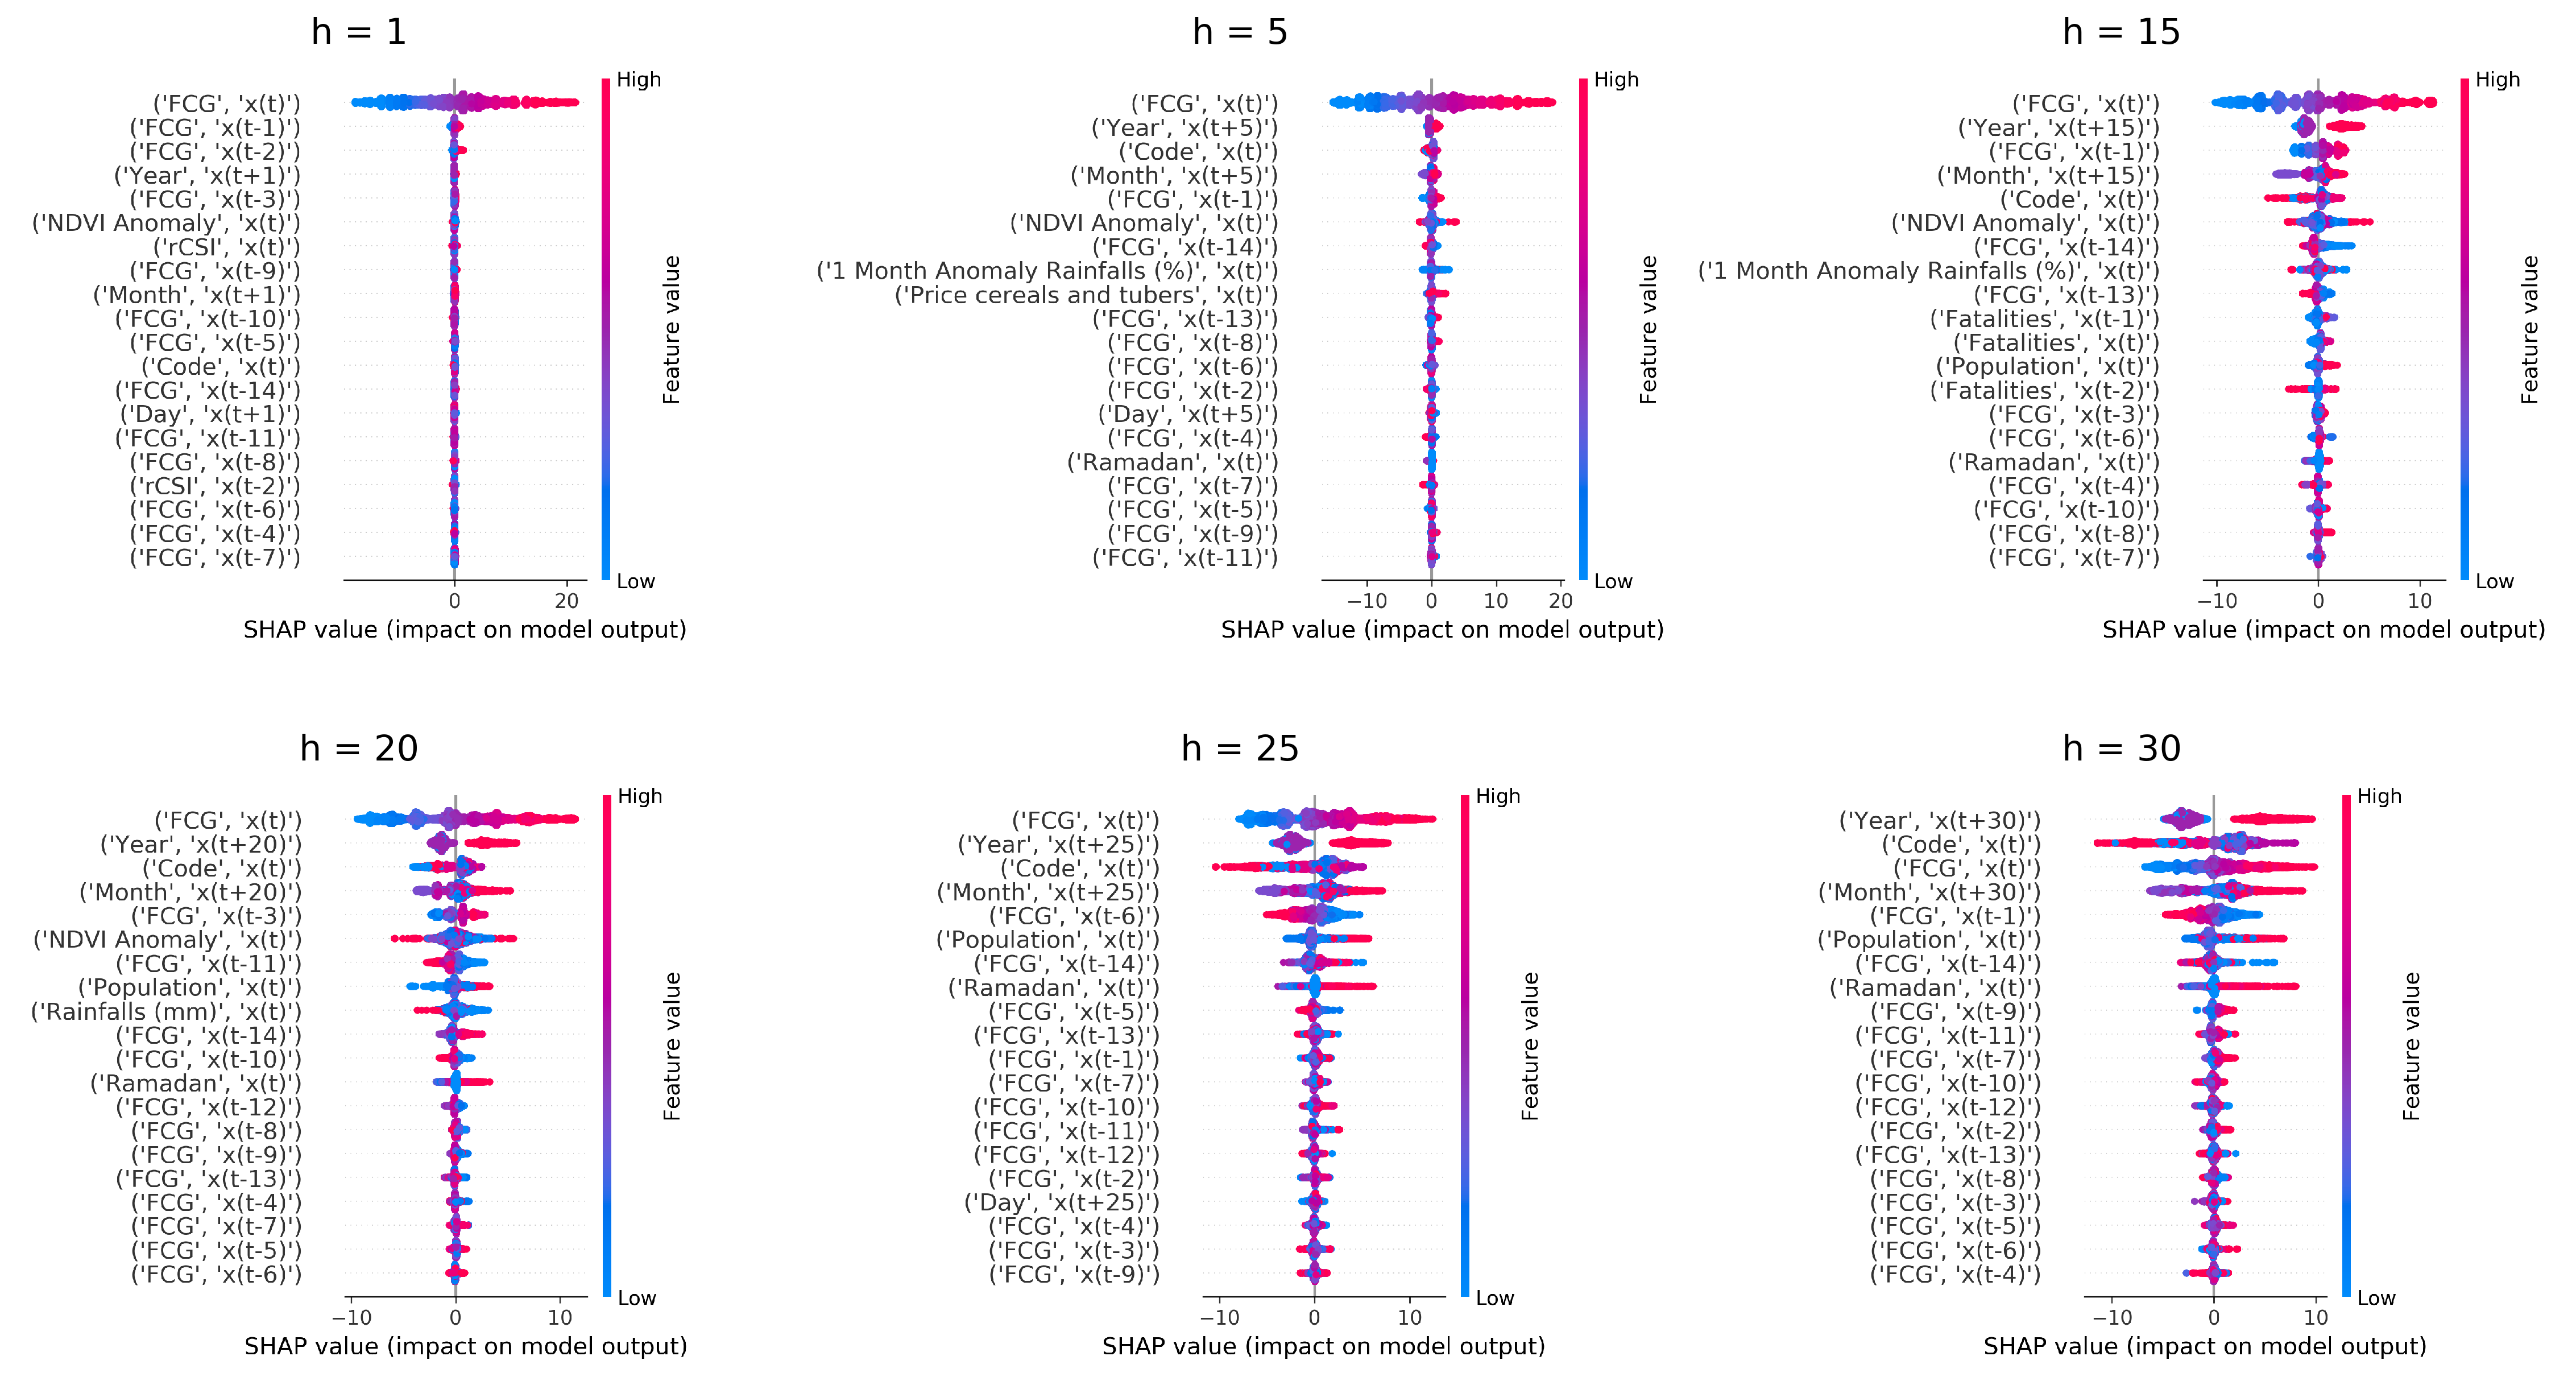 h = 1
High
('FCG', 'x(t)')
('FCG', 'x(t-1)')
('FCG', 'x(t-2)')
('Year', 'x(t+1)')
('FCG', 'x(t-3)')
('NDVI Anomaly', 'x(t)')
('rCSI', 'x(t)')
('FCG', 'x(t-9)')
('Month', 'x(t+1)')
('FCG', 'x(t-10)')
('FCG', 'x(t-5)')
('Code', 'x(t)')
('FCG', 'x(t-14)')
('Day', 'x(t+1)')
('FCG', 'x(t-11)')
('FCG', 'x(t-8)')
('rCSI', 'x(t-2)')
('FCG', 'x(t-6)')
('FCG', 'x(t-4)')
('FCG', 'x(t-7)')
Feature value
Low
0 20
SHAP value (impact on model output)
h = 5
High
('FCG', 'x(t)')
('Year', 'x(t+5)')
('Code', 'x(t)')
('Month', 'x(t+5)')
('FCG', 'x(t-1)')
('NDVI Anomaly', 'x(t)')
('FCG', 'x(t-14)')
('1 Month Anomaly Rainfalls (%)', 'x(t)')
('Price cereals and tubers', 'x(t)')
('FCG', 'x(t-13)')
('FCG', 'x(t-8)')
('FCG', 'x(t-6)')
('FCG', 'x(t-2)')
('Day', 'x(t+5)')
('FCG', 'x(t-4)')
('Ramadan', 'x(t)')
('FCG', 'x(t-7)')
('FCG', 'x(t-5)')
('FCG', 'x(t-9)')
('FCG', 'x(t-11)')
Feature value
Low
−10 0 10 20
SHAP value (impact on model output)
h = 15
High
('FCG', 'x(t)')
('Year', 'x(t+15)')
('FCG', 'x(t-1)')
('Month', 'x(t+15)')
('Code', 'x(t)')
('NDVI Anomaly', 'x(t)')
('FCG', 'x(t-14)')
('1 Month Anomaly Rainfalls (%)', 'x(t)')
('FCG', 'x(t-13)')
('Fatalities', 'x(t-1)')
('Fatalities', 'x(t)')
('Population', 'x(t)')
('Fatalities', 'x(t-2)')
('FCG', 'x(t-3)')
('FCG', 'x(t-6)')
('Ramadan', 'x(t)')
('FCG', 'x(t-4)')
('FCG', 'x(t-10)')
('FCG', 'x(t-8)')
('FCG', 'x(t-7)')
Feature value
Low
−10 0 10
SHAP value (impact on model output)
h = 20
High
('FCG', 'x(t)')
('Year', 'x(t+20)')
('Code', 'x(t)')
('Month', 'x(t+20)')
('FCG', 'x(t-3)')
('NDVI Anomaly', 'x(t)')
('FCG', 'x(t-11)')
('Population', 'x(t)')
('Rainfalls (mm)', 'x(t)')
('FCG', 'x(t-14)')
('FCG', 'x(t-10)')
('Ramadan', 'x(t)')
('FCG', 'x(t-12)')
('FCG', 'x(t-8)')
('FCG', 'x(t-9)')
('FCG', 'x(t-13)')
('FCG', 'x(t-4)')
('FCG', 'x(t-7)')
('FCG', 'x(t-5)')
('FCG', 'x(t-6)')
Feature value
Low
−10 0 10
SHAP value (impact on model output)
h = 25
High
('FCG', 'x(t)')
('Year', 'x(t+25)')
('Code', 'x(t)')
('Month', 'x(t+25)')
('FCG', 'x(t-6)')
('Population', 'x(t)')
('FCG', 'x(t-14)')
('Ramadan', 'x(t)')
('FCG', 'x(t-5)')
('FCG', 'x(t-13)')
('FCG', 'x(t-1)')
('FCG', 'x(t-7)')
('FCG', 'x(t-10)')
('FCG', 'x(t-11)')
('FCG', 'x(t-12)')
('FCG', 'x(t-2)')
('Day', 'x(t+25)')
('FCG', 'x(t-4)')
('FCG', 'x(t-3)')
('FCG', 'x(t-9)')
Feature value
Low
−10 0 10
SHAP value (impact on model output)
h = 30
High
('Year', 'x(t+30)')
('Code', 'x(t)')
('FCG', 'x(t)')
('Month', 'x(t+30)')
('FCG', 'x(t-1)')
('Population', 'x(t)')
('FCG', 'x(t-14)')
('Ramadan', 'x(t)')
('FCG', 'x(t-9)')
('FCG', 'x(t-11)')
('FCG', 'x(t-7)')
('FCG', 'x(t-10)')
('FCG', 'x(t-12)')
('FCG', 'x(t-2)')
('FCG', 'x(t-13)')
('FCG', 'x(t-8)')
('FCG', 'x(t-3)')
('FCG', 'x(t-5)')
('FCG', 'x(t-6)')
('FCG', 'x(t-4)')
Feature value
Low
−10 0 10
SHAP value (impact on model output)